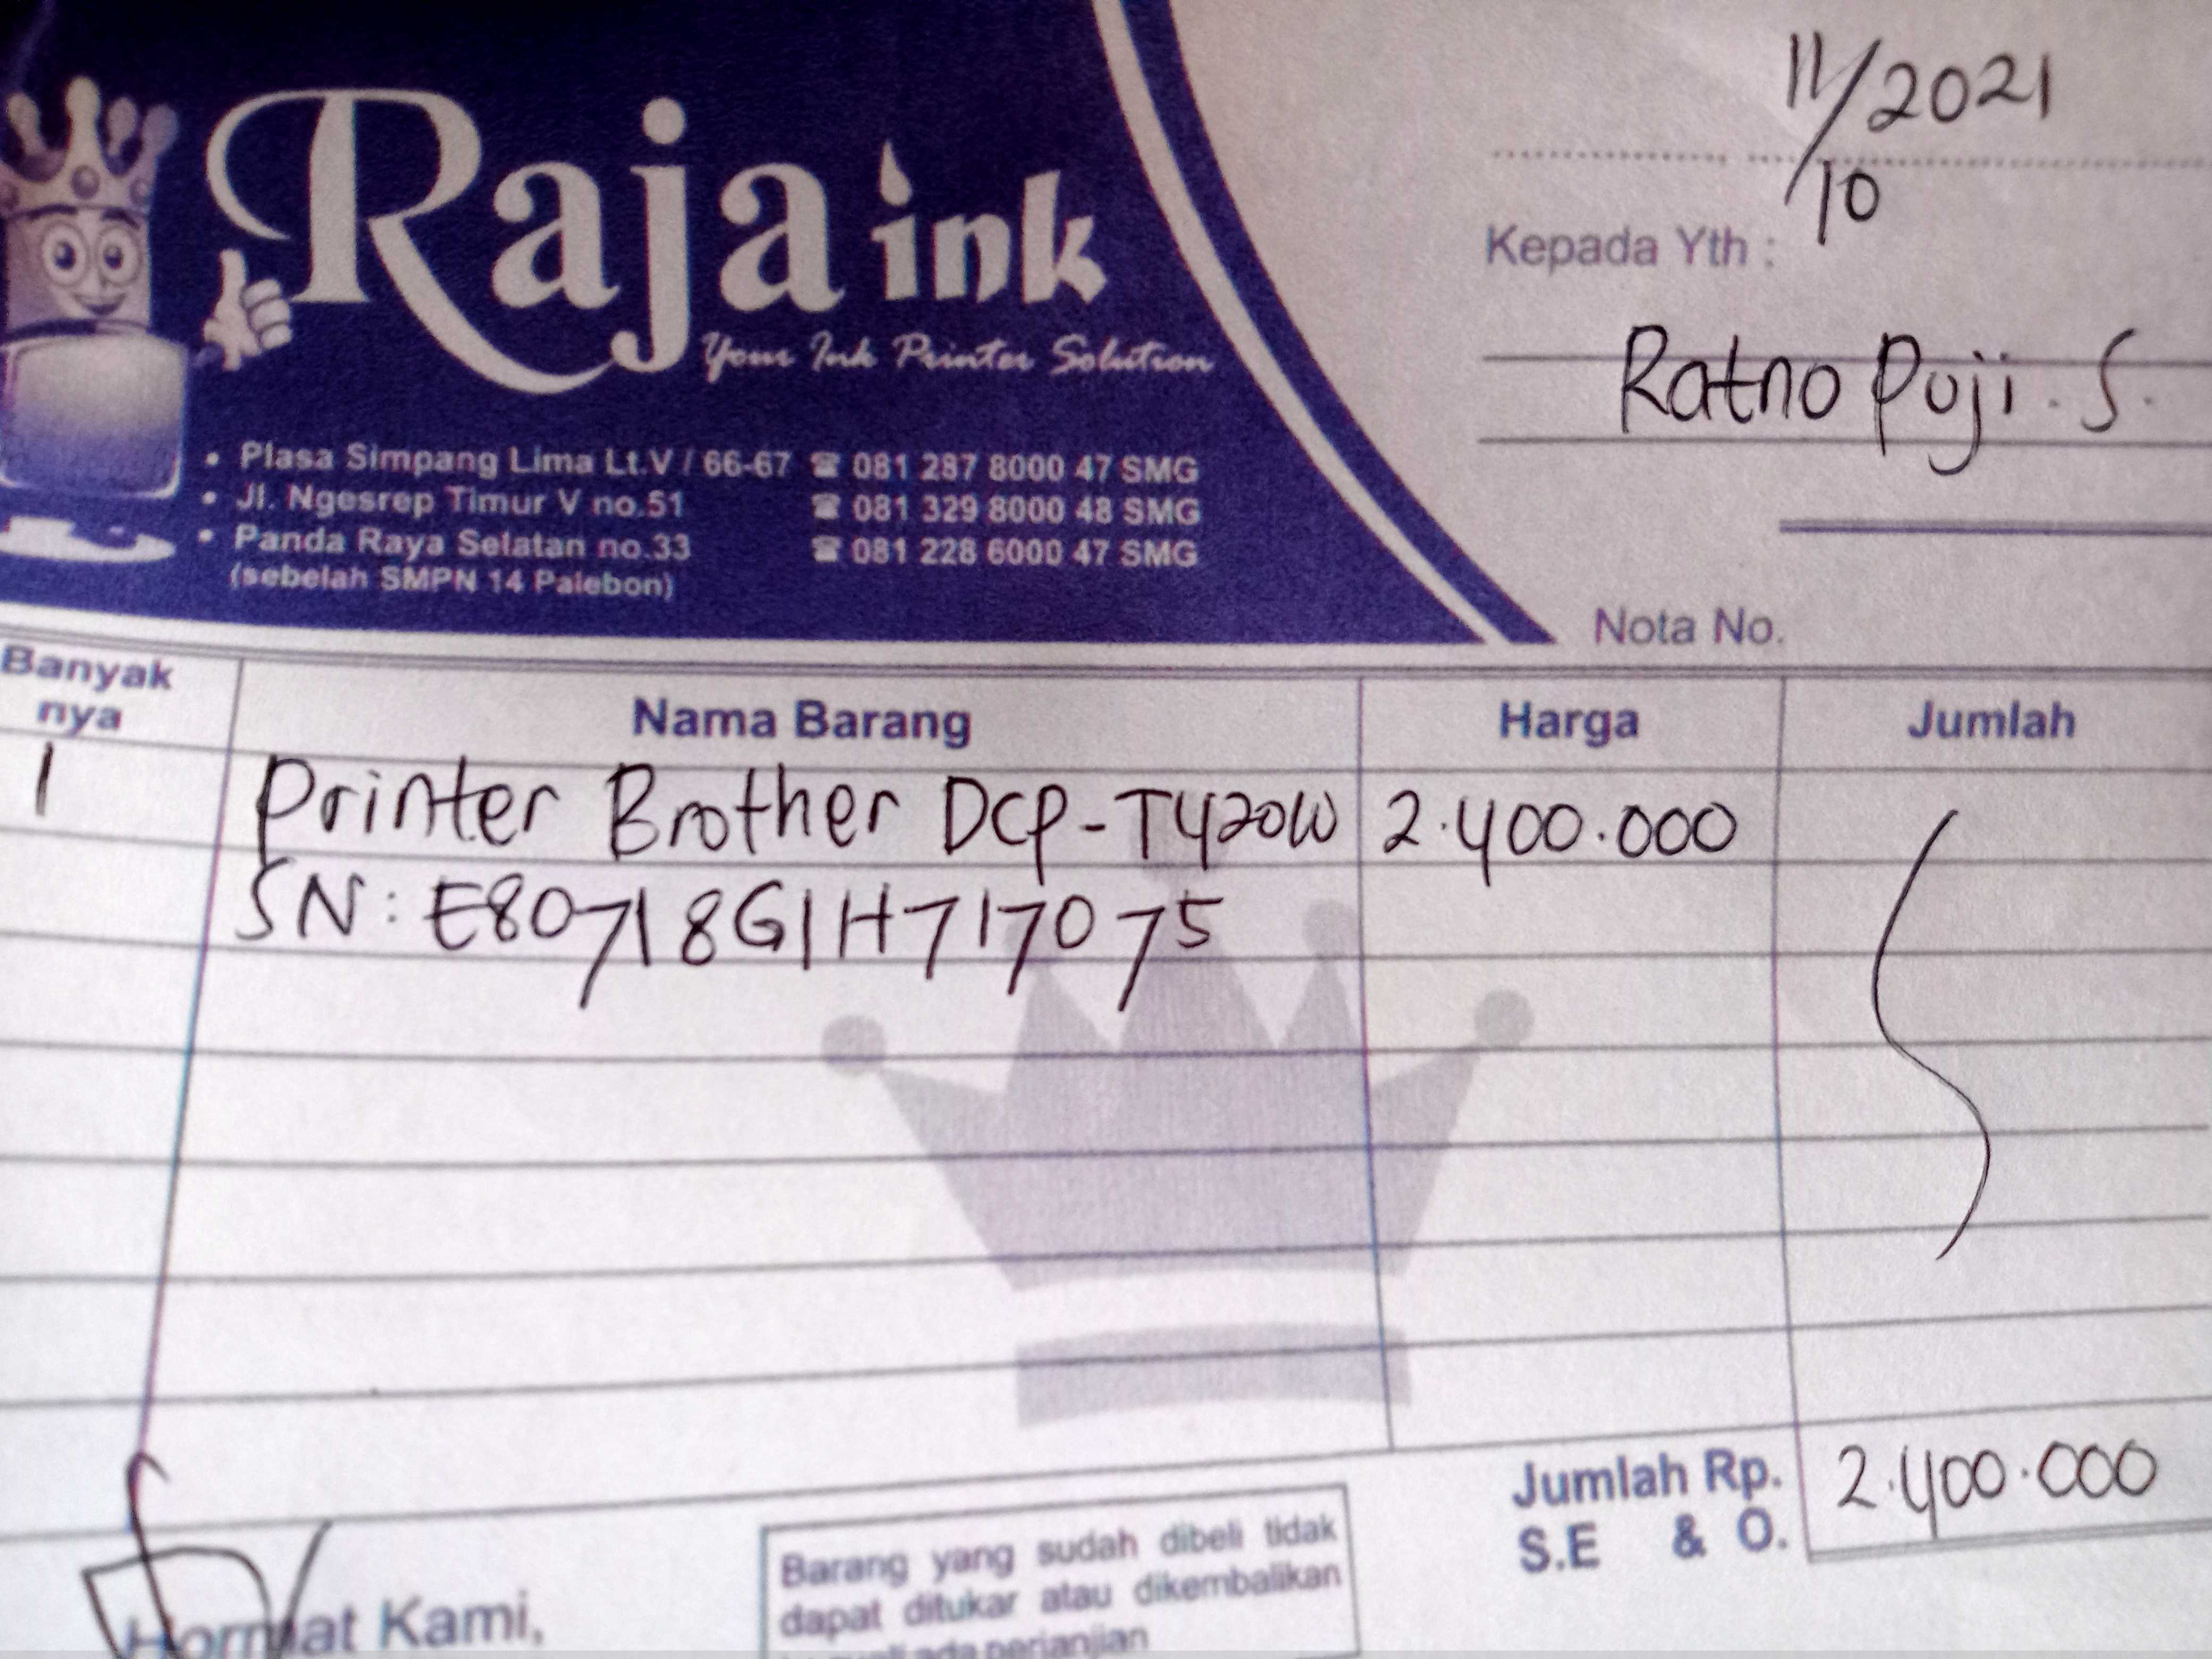 Raja ink
Your Ink Printer Solution
• Plasa Simpang Lima Lt.V / 66-67 ☎ 081 287 8000 47 SMG
• Jl. Ngesrep Timur V no.51 ☎ 081 329 8000 48 SMG
• Panda Raya Selatan no.33 ☎ 081 228 6000 47 SMG
(sebelah SMPN 14 Palebon)
11/10 2021
Kepada Yth :
Ratno Puji. S.
Nota No.
Banyak nya Nama Barang Harga Jumlah
1 Printer Brother DCP-T420W 2.400.000
SN: E80718G1H717075
Jumlah Rp. 2.400.000
S.E & O.
Hormat Kami,
Barang yang sudah dibeli tidak
dapat ditukar atau dikembalikan
ada perjanjian